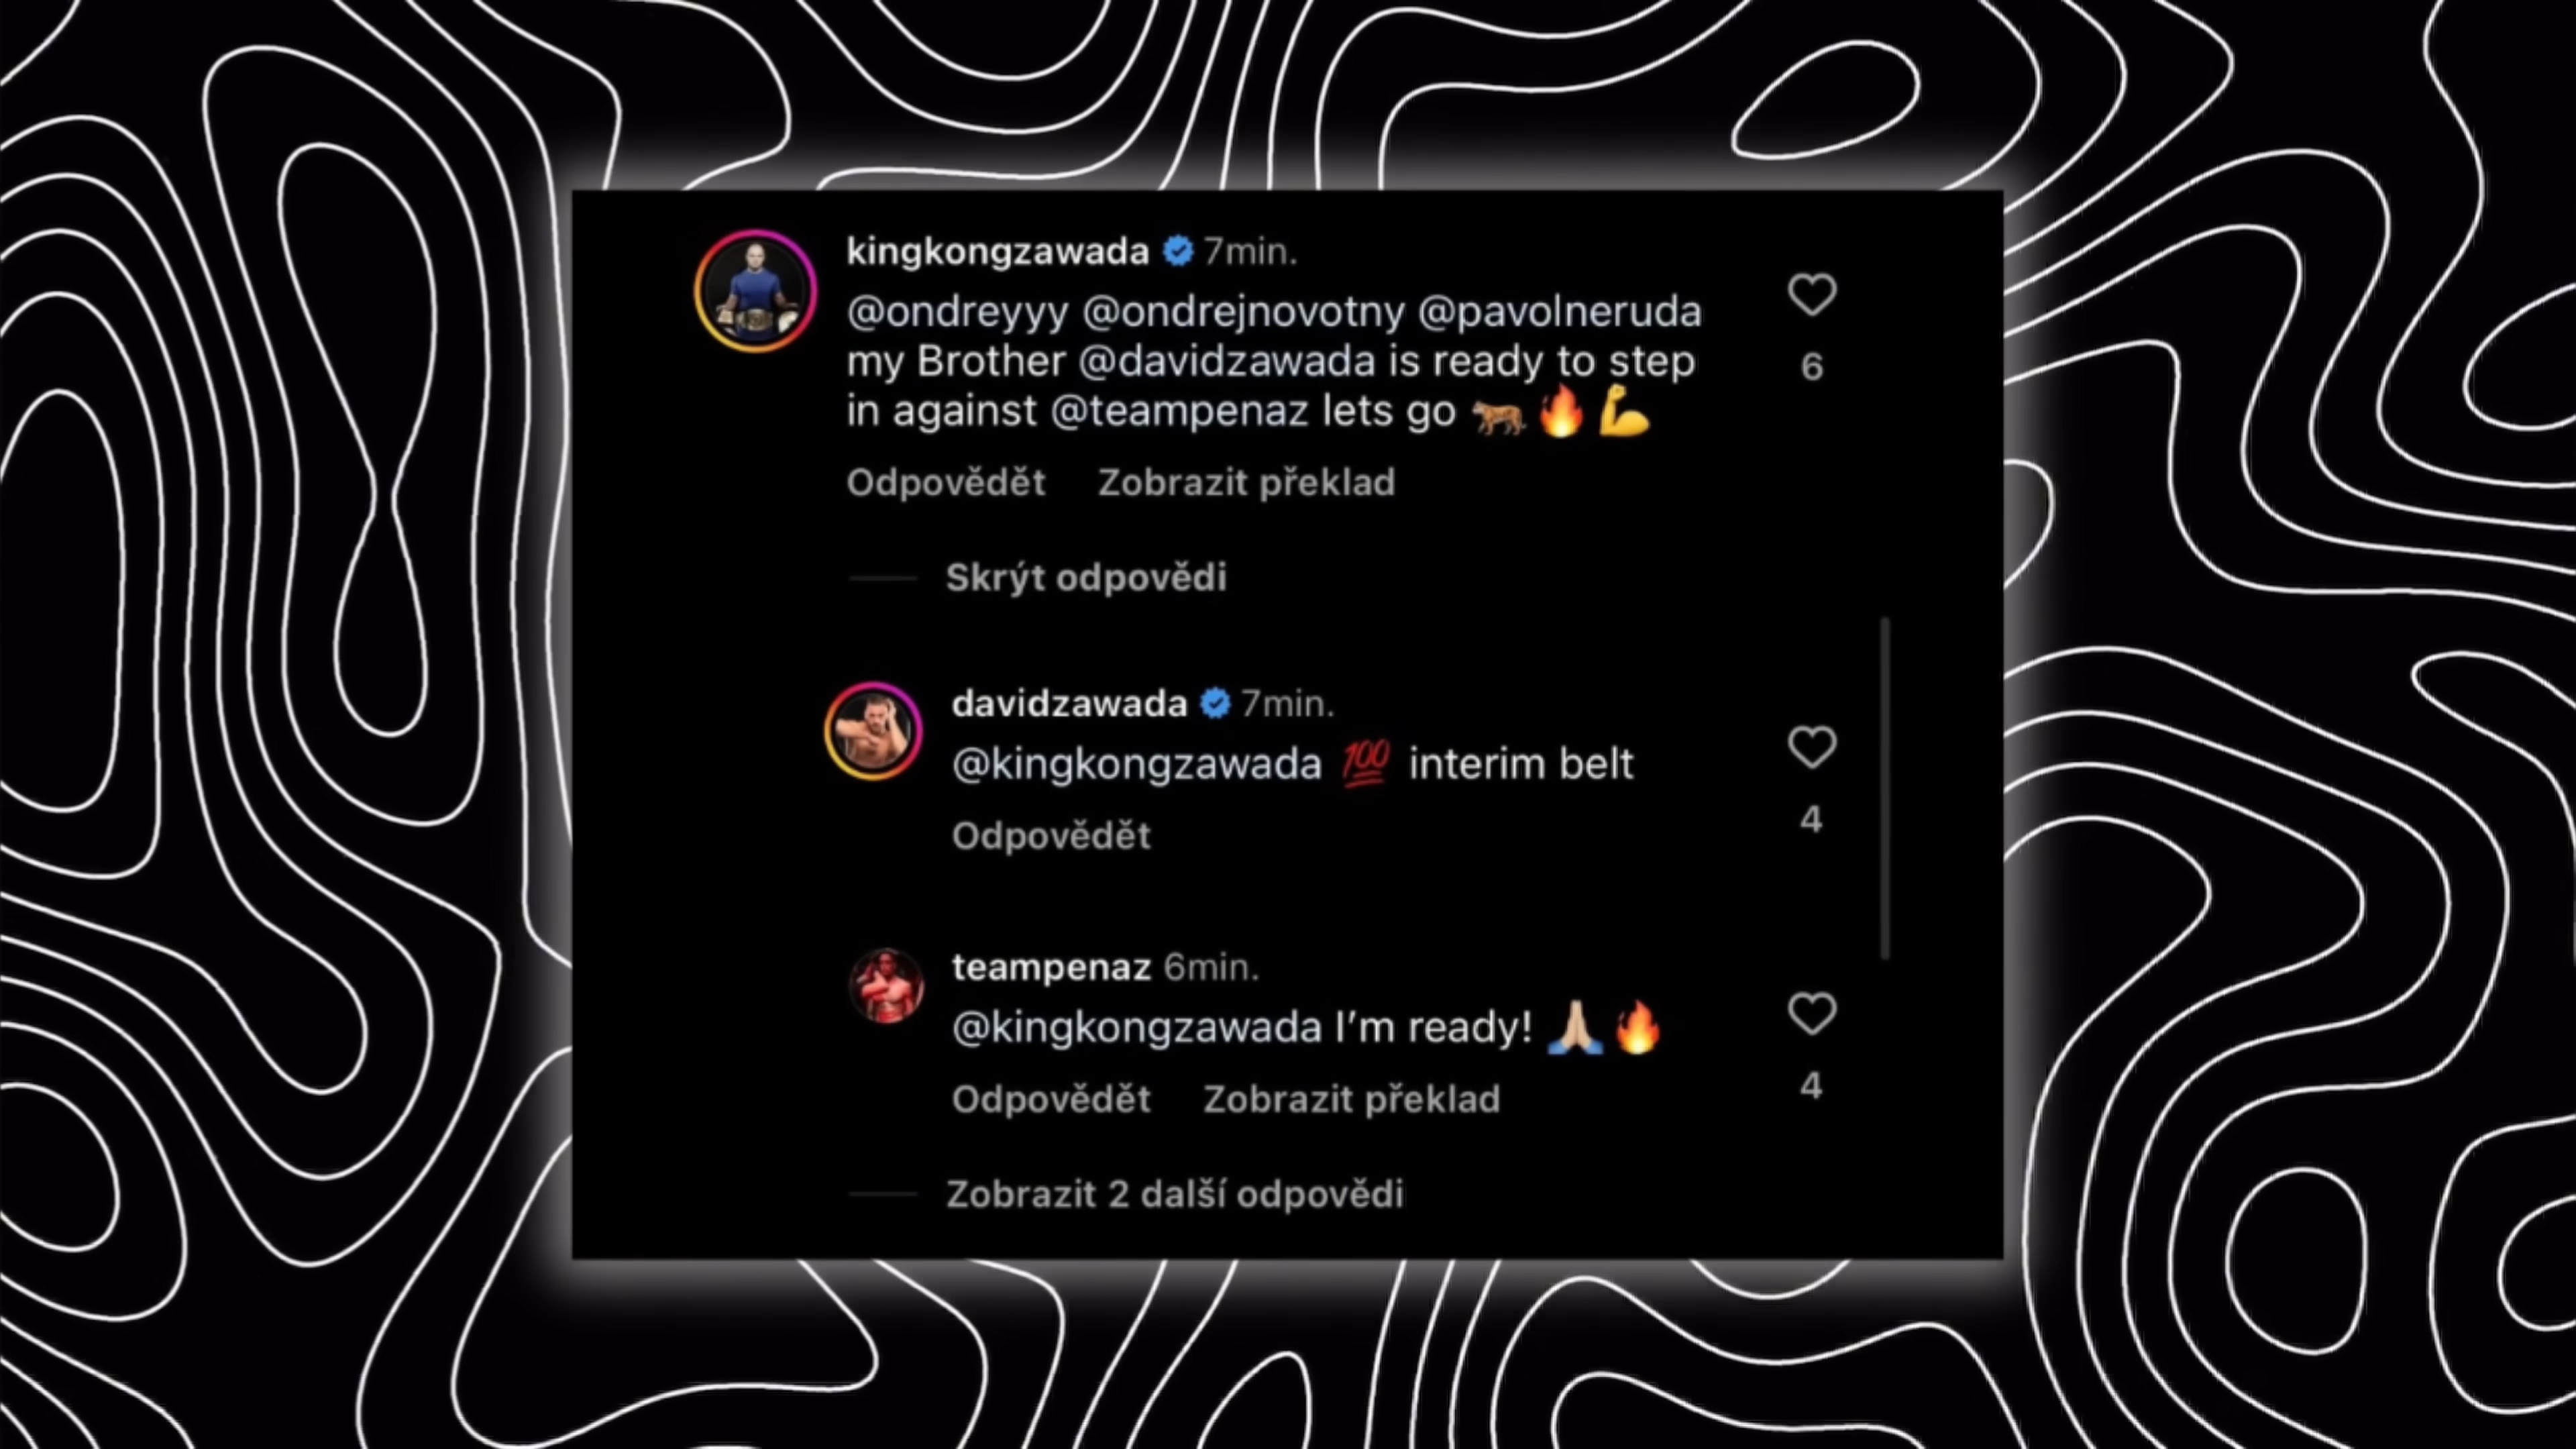 kingkongzawada 7min.
@ondreyyy @ondrejnovotny @pavolneruda
my Brother @davidzawada is ready to step
in against @teampenaz lets go 🐅🔥💪
6
Odpovědět Zobrazit překlad
Skrýt odpovědi
davidzawada 7min.
@kingkongzawada 💯 interim belt
4
Odpovědět
teampenaz 6min.
@kingkongzawada I’m ready! 🙏🏼🔥
4
Odpovědět Zobrazit překlad
Zobrazit 2 další odpovědi